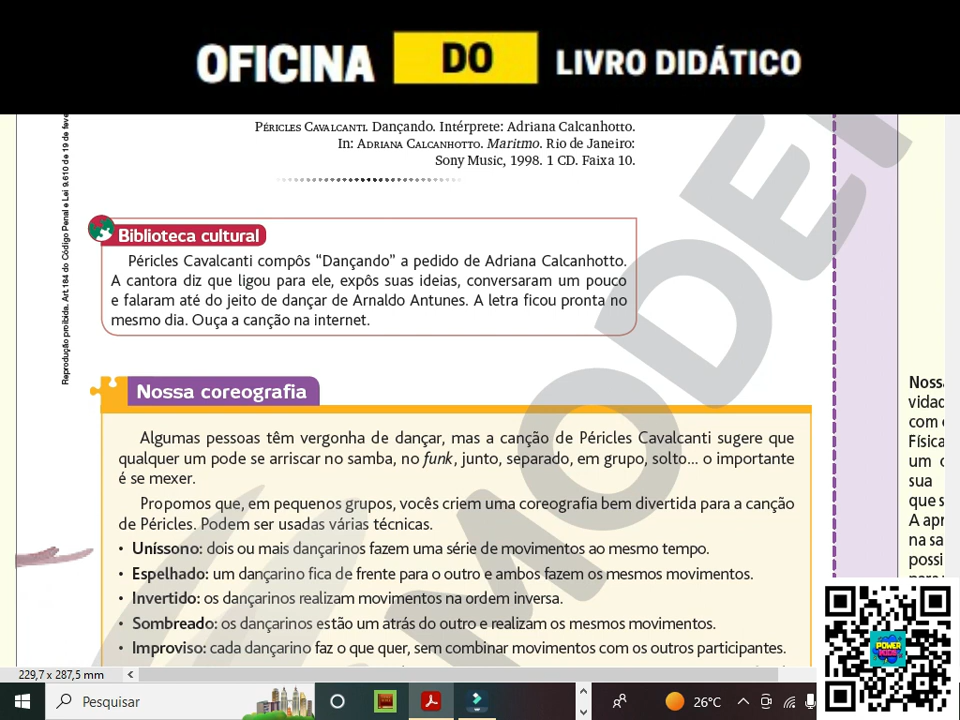 OFICINA DO LIVRO DIDÁTICO
PÉRICLES CAVALCANTI. Dançando. Intérprete: Adriana Calcanhotto.
In: ADRIANA CALCANHOTTO. Maritmo. Rio de Janeiro:
Sony Music, 1998. 1 CD. Faixa 10.
Reprodução proibida. Art.184 do Código Penal e Lei 9.610 de 19 de feve
Biblioteca cultural
Péricles Cavalcanti compôs “Dançando” a pedido de Adriana Calcanhotto.
A cantora diz que ligou para ele, expôs suas ideias, conversaram um pouco
e falaram até do jeito de dançar de Arnaldo Antunes. A letra ficou pronta no
mesmo dia. Ouça a canção na internet.
Nossa coreografia
Algumas pessoas têm vergonha de dançar, mas a canção de Péricles Cavalcanti sugere que
qualquer um pode se arriscar no samba, no funk, junto, separado, em grupo, solto... o importante
é se mexer.
Propomos que, em pequenos grupos, vocês criem uma coreografia bem divertida para a canção
de Péricles. Podem ser usadas várias técnicas.
• Uníssono: dois ou mais dançarinos fazem uma série de movimentos ao mesmo tempo.
• Espelhado: um dançarino fica de frente para o outro e ambos fazem os mesmos movimentos.
• Invertido: os dançarinos realizam movimentos na ordem inversa.
• Sombreado: os dançarinos estão um atrás do outro e realizam os mesmos movimentos.
• Improviso: cada dançarino faz o que quer, sem combinar movimentos com os outros participantes.
Nossa
vidad
com
Física
um
sua
que s
A apr
na sa
possi
MODER
POWER
229,7 x 287,5 mm
Pesquisar
26°C